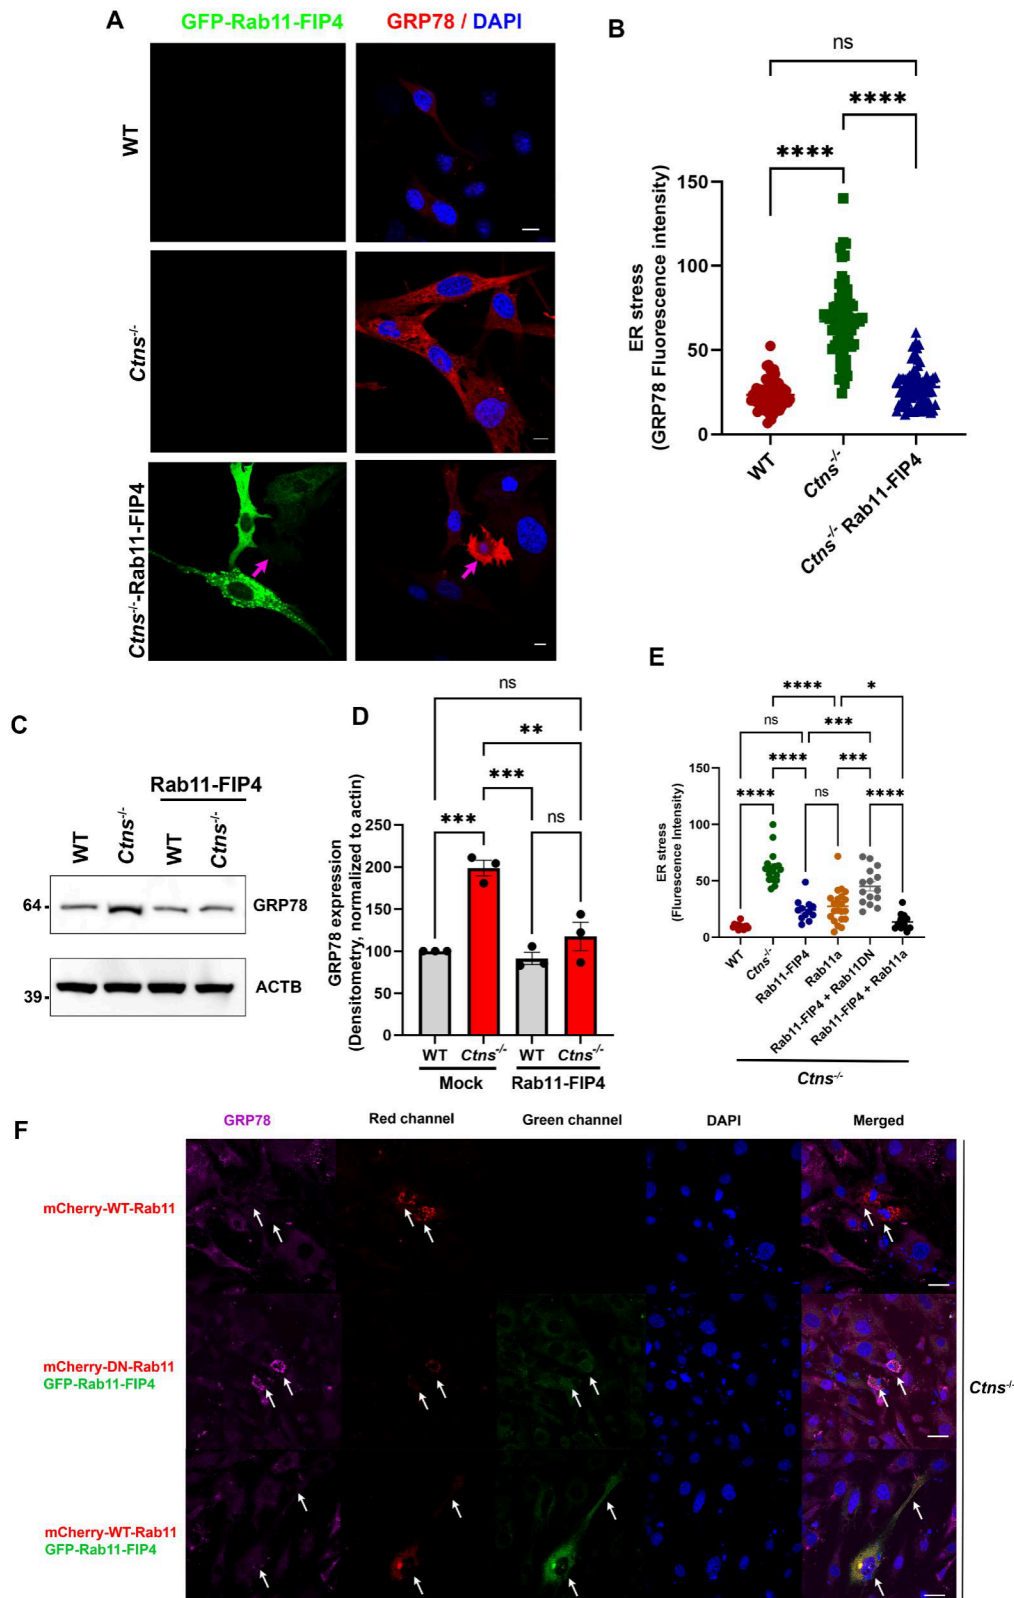 A
GFP-Rab11-FIP4
GRP78 / DAPI
WT
Ctns-/-
Ctns-/--Rab11-FIP4
B
ns
****
****
ER stress
(GRP78 Fluorescence intensity)
150
100
50
0
WT
Ctns-/-
Ctns-/- Rab11-FIP4
C
Rab11-FIP4
WT
Ctns-/-
WT
Ctns-/-
64
GRP78
39
ACTB
D
ns
**
***
***
ns
GRP78 expression
(Densitometry, normalized to actin)
250
200
150
100
50
0
WT
Ctns-/-
WT
Ctns-/-
Mock
Rab11-FIP4
E
****
*
ns
***
****
***
****
ns
****
ER stress
(Flurescence Intensity)
150
100
50
0
WT
Ctns-/-
Rab11-FIP4
Rab11a
Rab11-FIP4 + Rab11DN
Rab11-FIP4 + Rab11a
Ctns-/-
F
GRP78
Red channel
Green channel
DAPI
Merged
mCherry-WT-Rab11
mCherry-DN-Rab11
GFP-Rab11-FIP4
mCherry-WT-Rab11
GFP-Rab11-FIP4
Ctns-/-